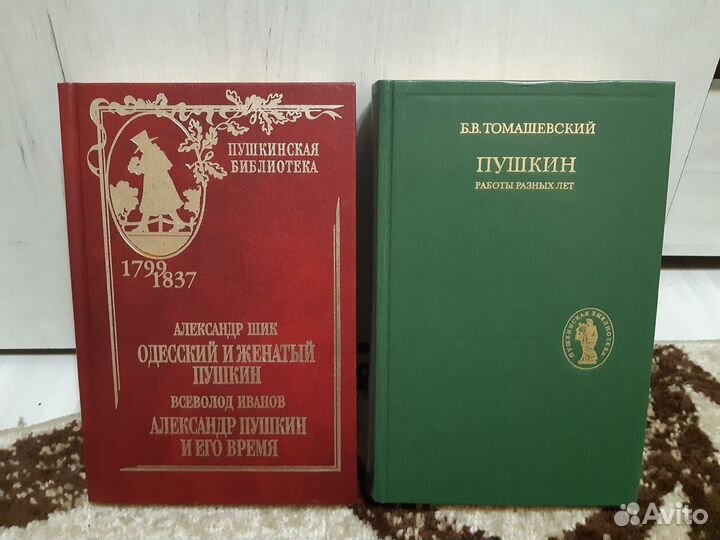 ПУШКИНСКАЯ
БИБЛИОТЕКА
1799
1837
АЛЕКСАНДР ШИК
ОДЕССКИЙ И ЖЕНАТЫЙ
ПУШКИН
ВСЕВОЛОД ИВАНОВ
АЛЕКСАНДР ПУШКИН
И ЕГО ВРЕМЯ
Б.В.ТОМАШЕВСКИЙ
ПУШКИН
РАБОТЫ РАЗНЫХ ЛЕТ
ПУШКИНСКАЯ БИБЛИОТЕКА
Avito